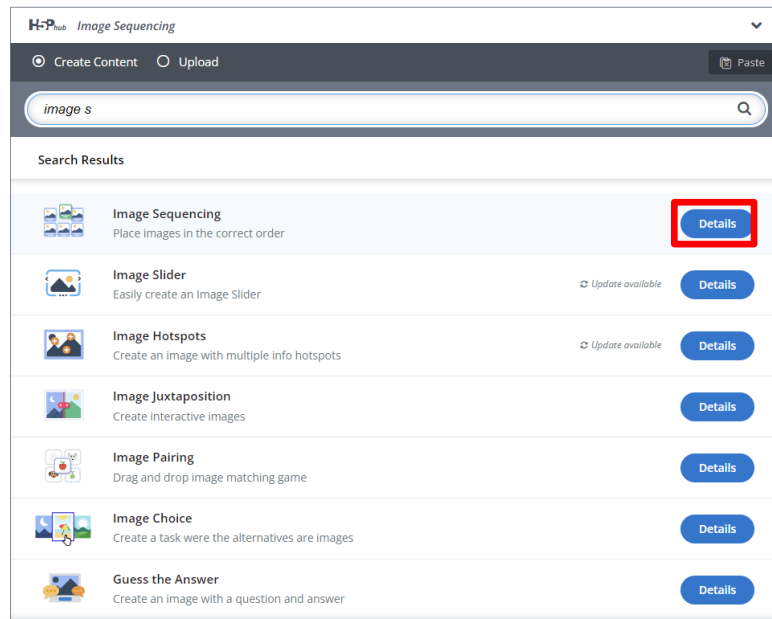 H5Phub Image Sequencing
Create Content Upload Paste
image s
Search Results
Image Sequencing
Place images in the correct order
Details
Image Slider
Easily create an Image Slider
Update available
Details
Image Hotspots
Create an image with multiple info hotspots
Update available
Details
Image Juxtaposition
Create interactive images
Details
Image Pairing
Drag and drop image matching game
Details
Image Choice
Create a task were the alternatives are images
Details
Guess the Answer
Create an image with a question and answer
Details